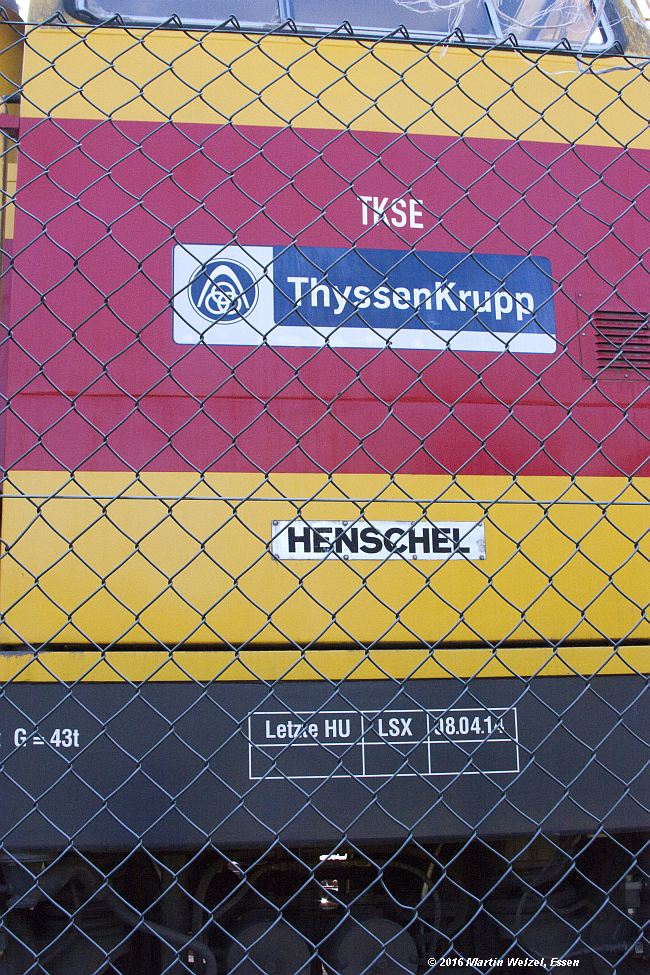 TKSE
ThyssenKrupp
HENSCHEL
G = 43t
Letzte HU LSX 08.04.14
© 2016 Martin Welzel, Essen